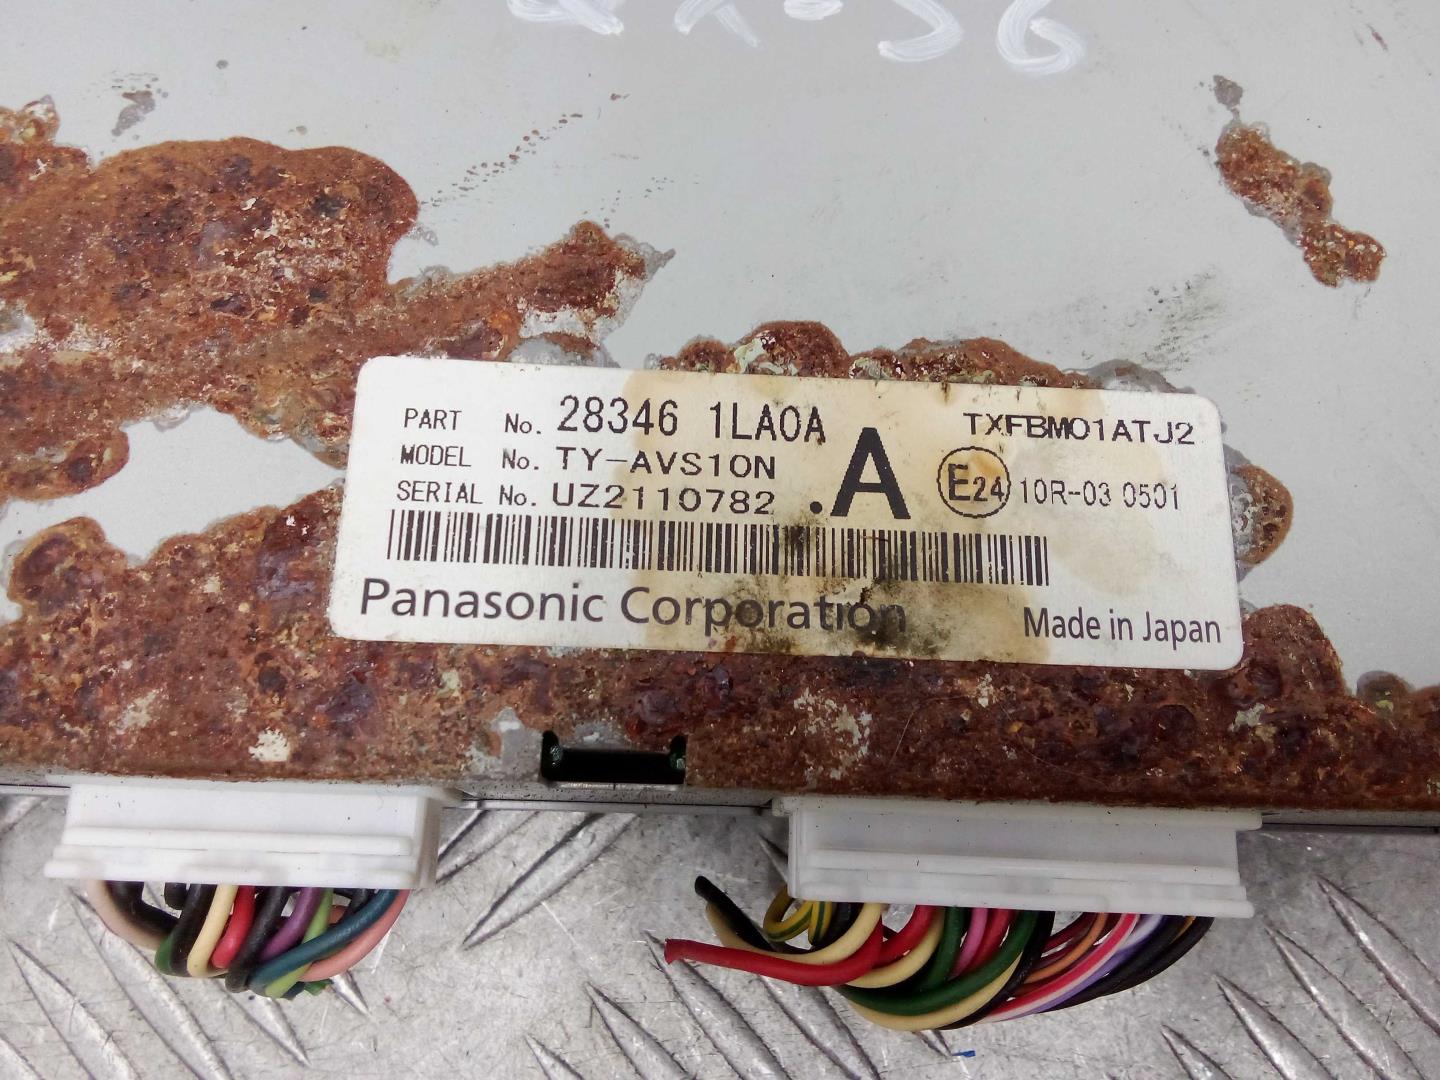 PART No. 28346 1LA0A TXFBM01ATJ2
MODEL No. TY-AVS10N .A E24 10R-03 0501
SERIAL No. UZ2110782
Panasonic Corporation Made in Japan